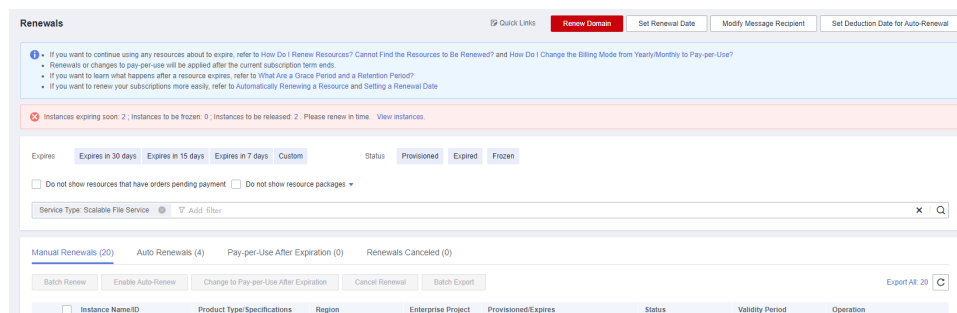 Renewals
Quick Links
Renew Domain
Set Renewal Date
Modify Message Recipient
Set Deduction Date for Auto-Renewal
If you want to continue using any resources about to expire, refer to How Do I Renew Resources? Cannot Find the Resources to Be Renewed? and How Do I Change the Billing Mode from Yearly/Monthly to Pay-per-Use?
Renewals or changes to pay-per-use will be applied after the current subscription term ends.
If you want to learn what happens after a resource expires, refer to What Are a Grace Period and a Retention Period?
If you want to renew your subscriptions more easily, refer to Automatically Renewing a Resource and Setting a Renewal Date
Instances expiring soon: 2 ; Instances to be frozen: 0 ; Instances to be released: 2 . Please renew in time. View instances.
Expires Expires in 30 days Expires in 15 days Expires in 7 days Custom Status Provisioned Expired Frozen
Do not show resources that have orders pending payment Do not show resource packages
Service Type: Scalable File Service Add filter
Manual Renewals (20) Auto Renewals (4) Pay-per-Use After Expiration (0) Renewals Canceled (0)
Batch Renew Enable Auto-Renew Change to Pay-per-Use After Expiration Cancel Renewal Batch Export Export All: 20
Instance Name/ID Product Type/Specifications Region Enterprise Project Provisioned/Expires Status Validity Period Operation